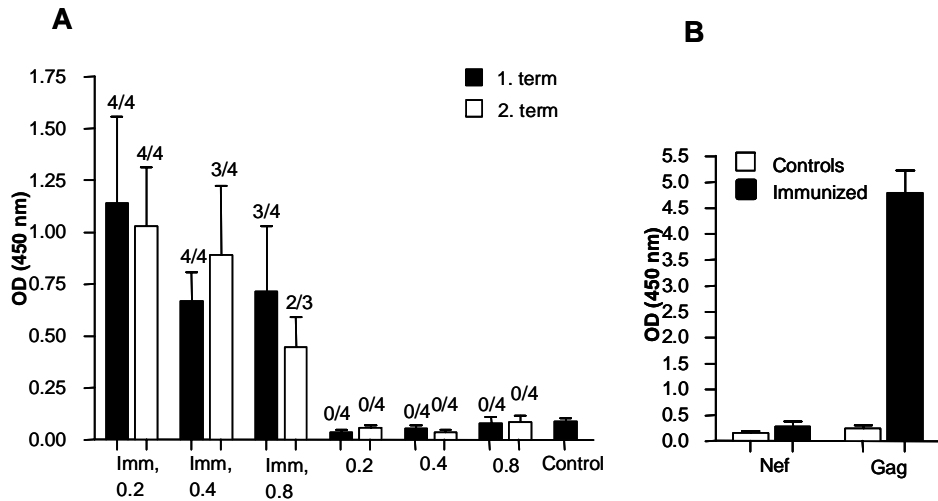 A
B
1. term
2. term
OD (450 nm)
1.75
1.50
1.25
1.00
0.75
0.50
0.25
0.00
4/4
4/4
4/4
3/4
3/4
2/3
0/4
0/4
0/4
0/4
0/4
0/4
Imm, 0.2
Imm, 0.4
Imm, 0.8
0.2
0.4
0.8
Control
Controls
Immunized
OD (450 nm)
5.5
5.0
4.5
4.0
3.5
3.0
2.5
2.0
1.5
1.0
0.5
0.0
Nef
Gag